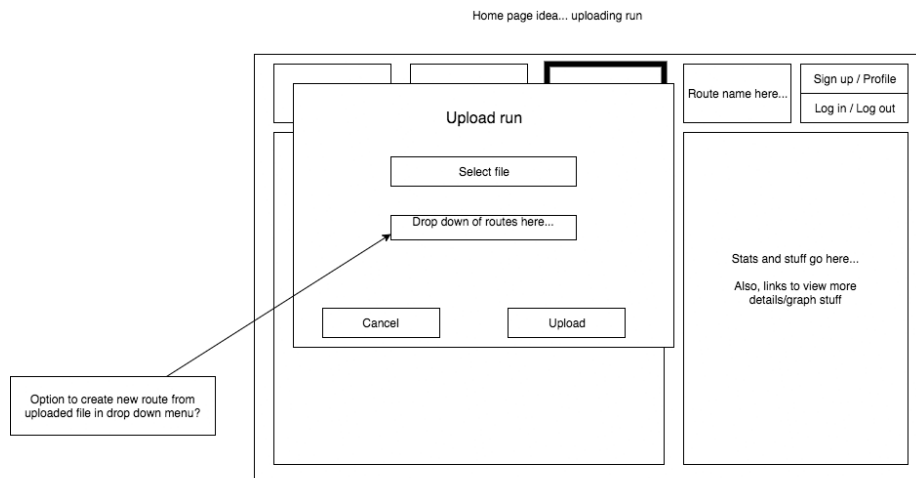 Home page idea... uploading run
Sign up / Profile
Route name here...
Log in / Log out
Upload run
Select file
Drop down of routes here...
Stats and stuff go here...
Also, links to view more
details/graph stuff
Cancel
Upload
Option to create new route from
uploaded file in drop down menu?